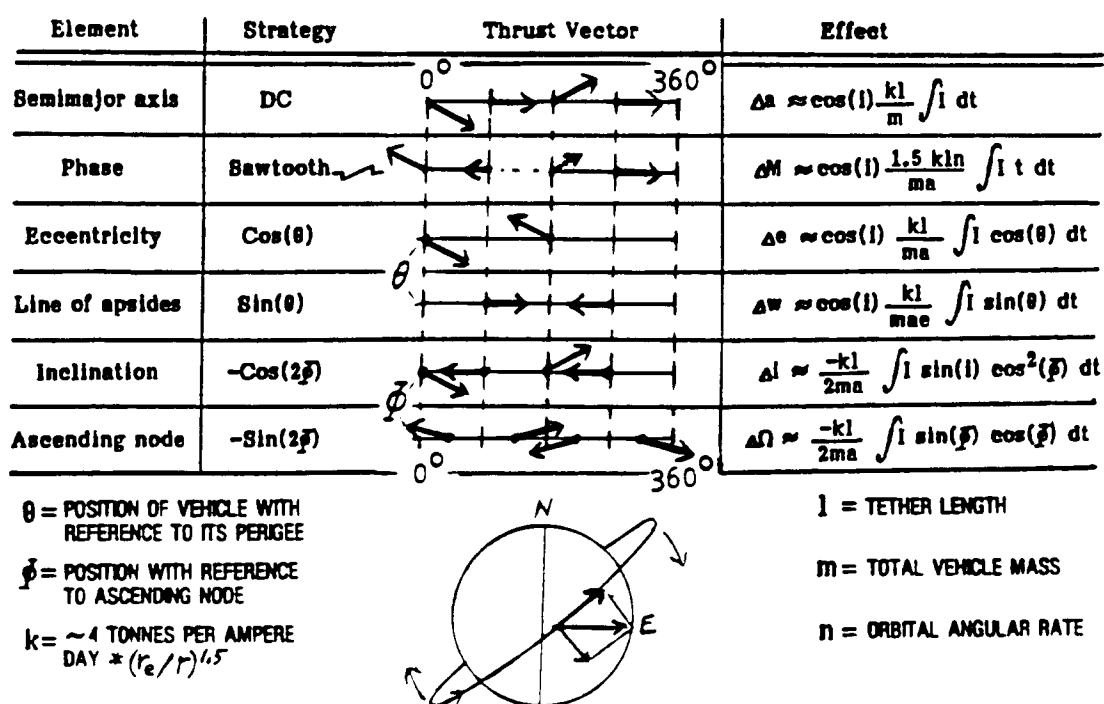 Element Strategy Thrust Vector Effect
0° 360°
Semimajor axis DC Δa ≈ cos(i) kl/m ∫I dt
Phase Sawtooth ΔM ≈ cos(i) 1.5 kln/ma ∫I t dt
Eccentricity Cos(θ) Δe ≈ cos(i) kl/ma ∫I cos(θ) dt
θ
Line of apsides Sin(θ) Δw ≈ cos(i) kl/mae ∫I sin(θ) dt
Inclination -Cos(2Φ) Δi ≈ -kl/2ma ∫I sin(i) cos²(Φ) dt
Φ
Ascending node -Sin(2Φ) ΔΩ ≈ -kl/2ma ∫I sin(Φ) cos(Φ) dt
0° 360°
θ = POSITION OF VEHICLE WITH
REFERENCE TO ITS PERIGEE
Φ = POSITION WITH REFERENCE
TO ASCENDING NODE
k = ~4 TONNES PER AMPERE
DAY * (re/r)^1.5
N
E
l = TETHER LENGTH
m = TOTAL VEHICLE MASS
n = ORBITAL ANGULAR RATE